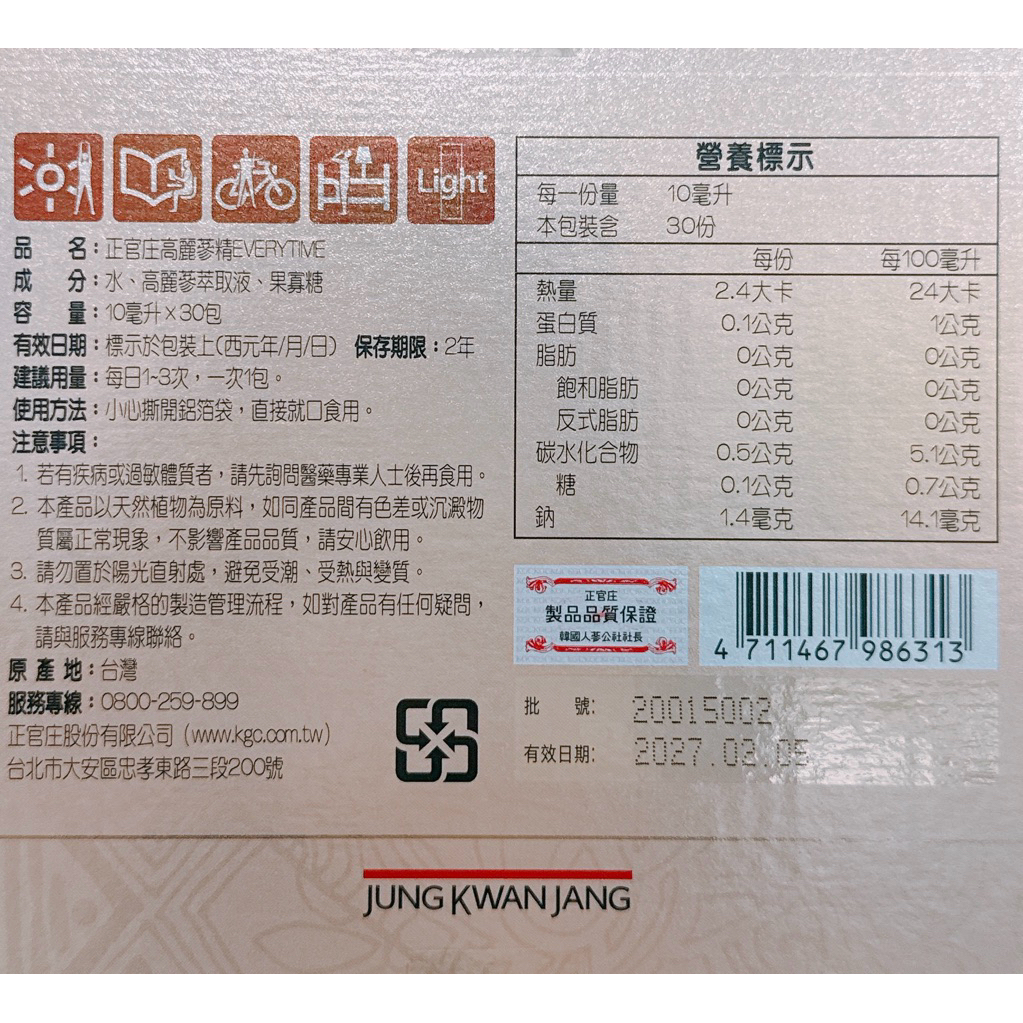 Light
品　　名：正官庄高麗蔘精EVERYTIME
成　　分：水、高麗蔘萃取液、果寡糖
容　　量：10毫升×30包
有效日期：標示於包裝上(西元年/月/日)　保存期限：2年
建議用量：每日1~3次，一次1包。
使用方法：小心撕開鋁箔袋，直接就口食用。
注意事項：
1. 若有疾病或過敏體質者，請先詢問醫藥專業人士後再食用。
2. 本產品以天然植物為原料，如同產品間有色差或沉澱物
質屬正常現象，不影響產品品質，請安心飲用。
3. 請勿置於陽光直射處，避免受潮、受熱與變質。
4. 本產品經嚴格的製造管理流程，如對產品有任何疑問，
請與服務專線聯絡。
原 產 地：台灣
服務專線：0800-259-899
正官庄股份有限公司 (www.kgc.com.tw)
台北市大安區忠孝東路三段200號
營養標示
每一份量　10毫升
本包裝含　30份
每份　每100毫升
熱量　2.4大卡　24大卡
蛋白質　0.1公克　1公克
脂肪　0公克　0公克
飽和脂肪　0公克　0公克
反式脂肪　0公克　0公克
碳水化合物　0.5公克　5.1公克
糖　0.1公克　0.7公克
鈉　1.4毫克　14.1毫克
正官庄
製品品質保證
韓國人蔘公社社長
4 711467 986313
批　號: 20015002
有效日期: 2027.02.05
JUNG KWAN JANG